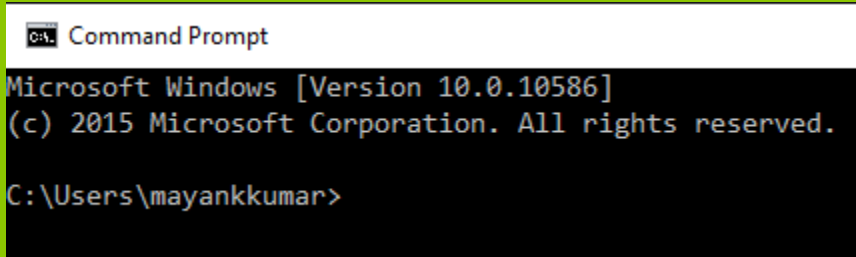 Command Prompt
Microsoft Windows [Version 10.0.10586]
(c) 2015 Microsoft Corporation. All rights reserved.
C:\Users\mayankkumar>